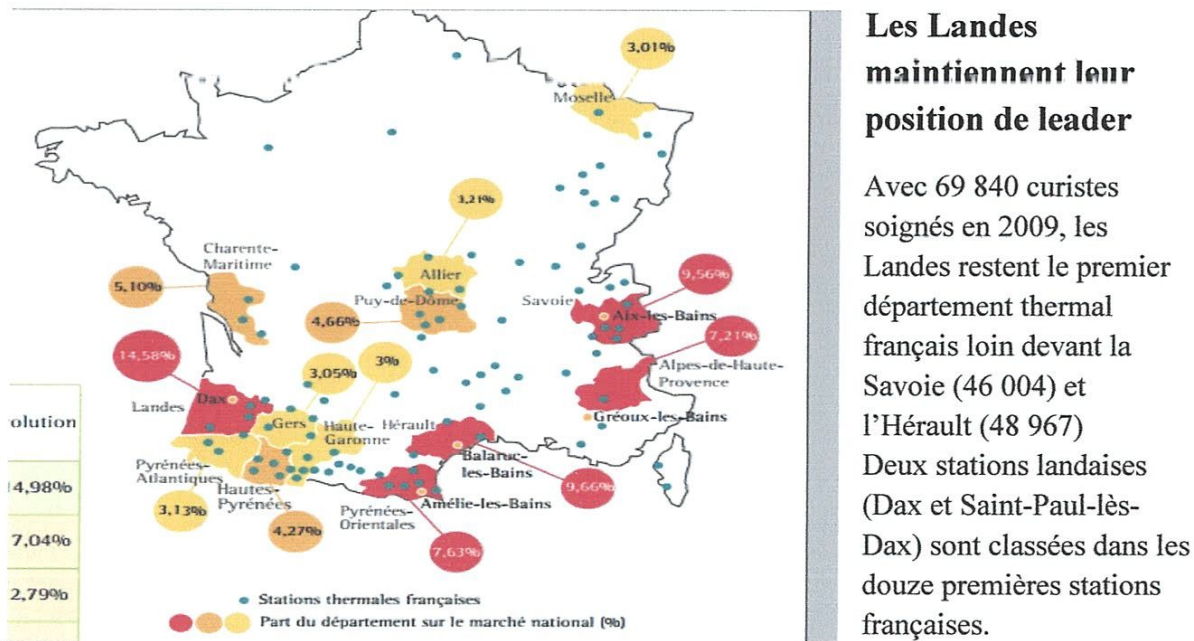 3,01%
Moselle
3,21%
Charente-
Maritime
Allier
5,10%
Puy-de-Dôme
4,66%
Savoie
9,56%
Aix-les-Bains
7,21%
14,58%
3,05%
3%
Alpes-de-Haute-
Provence
Dax
Landes
Gers
Haute-
Garonne
Hérault
Gréoux-les-Bains
Balaruc-
les-Bains
Pyrénées-
Atlantiques
Hautes-
Pyrénées
9,66%
Amélie-les-Bains
Pyrénées-
Orientales
3,13%
4,27%
7,63%
olution
4,98%
7,04%
2,79%
Stations thermales françaises
Part du département sur le marché national (%)
Les Landes
maintiennent leur
position de leader
Avec 69 840 curistes
soignés en 2009, les
Landes restent le premier
département thermal
français loin devant la
Savoie (46 004) et
l'Hérault (48 967)
Deux stations landaises
(Dax et Saint-Paul-lès-
Dax) sont classées dans les
douze premières stations
françaises.